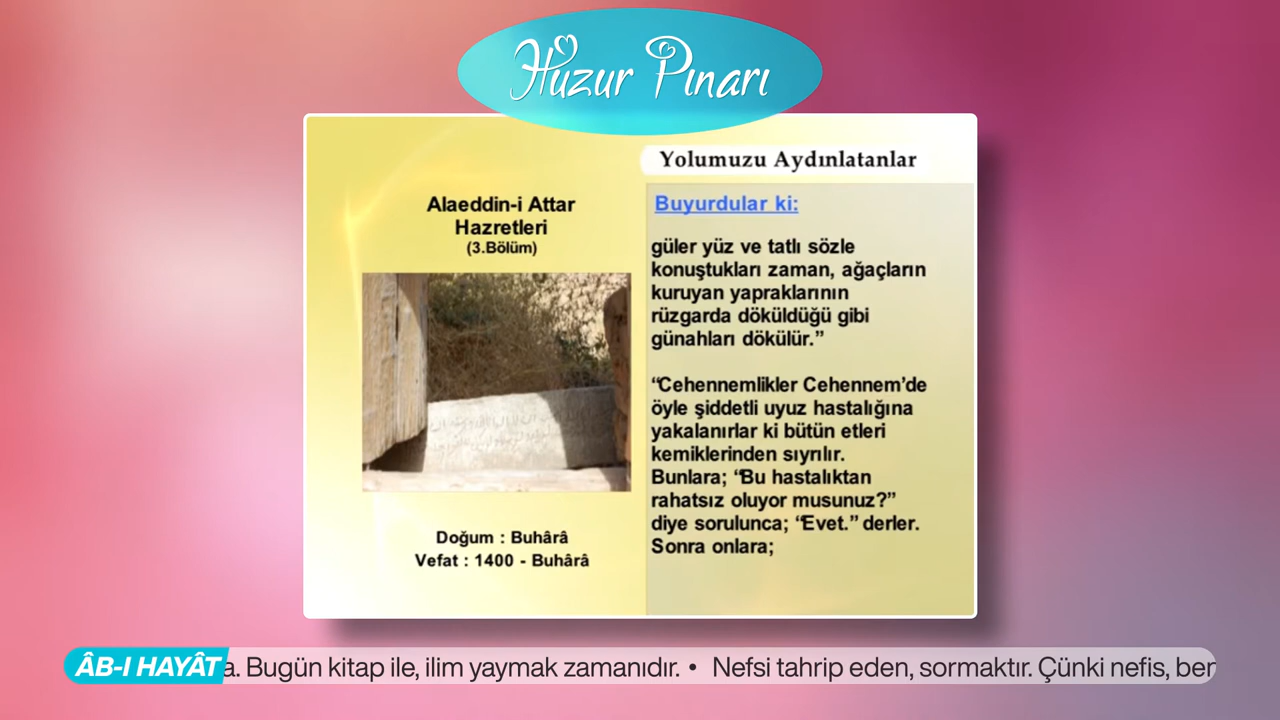 Huzur Pınarı
Yolumuzu Aydınlatanlar
Alaeddin-i Attar
Hazretleri
(3.Bölüm)
Doğum : Buhârâ
Vefat : 1400 - Buhârâ
Buyurdular ki:
güler yüz ve tatlı sözle
konuştukları zaman, ağaçların
kuruyan yapraklarının
rüzgarda döküldüğü gibi
günahları dökülür.”
“Cehennemlikler Cehennem’de
öyle şiddetli uyuz hastalığına
yakalanırlar ki bütün etleri
kemiklerinden sıyrılır.
Bunlara; “Bu hastalıktan
rahatsız oluyor musunuz?”
diye sorulunca; “Evet.” derler.
Sonra onlara;
ÂB-I HAYÂT a. Bugün kitap ile, ilim yaymak zamanıdır. • Nefsi tahrip eden, sormaktır. Çünki nefis, ben